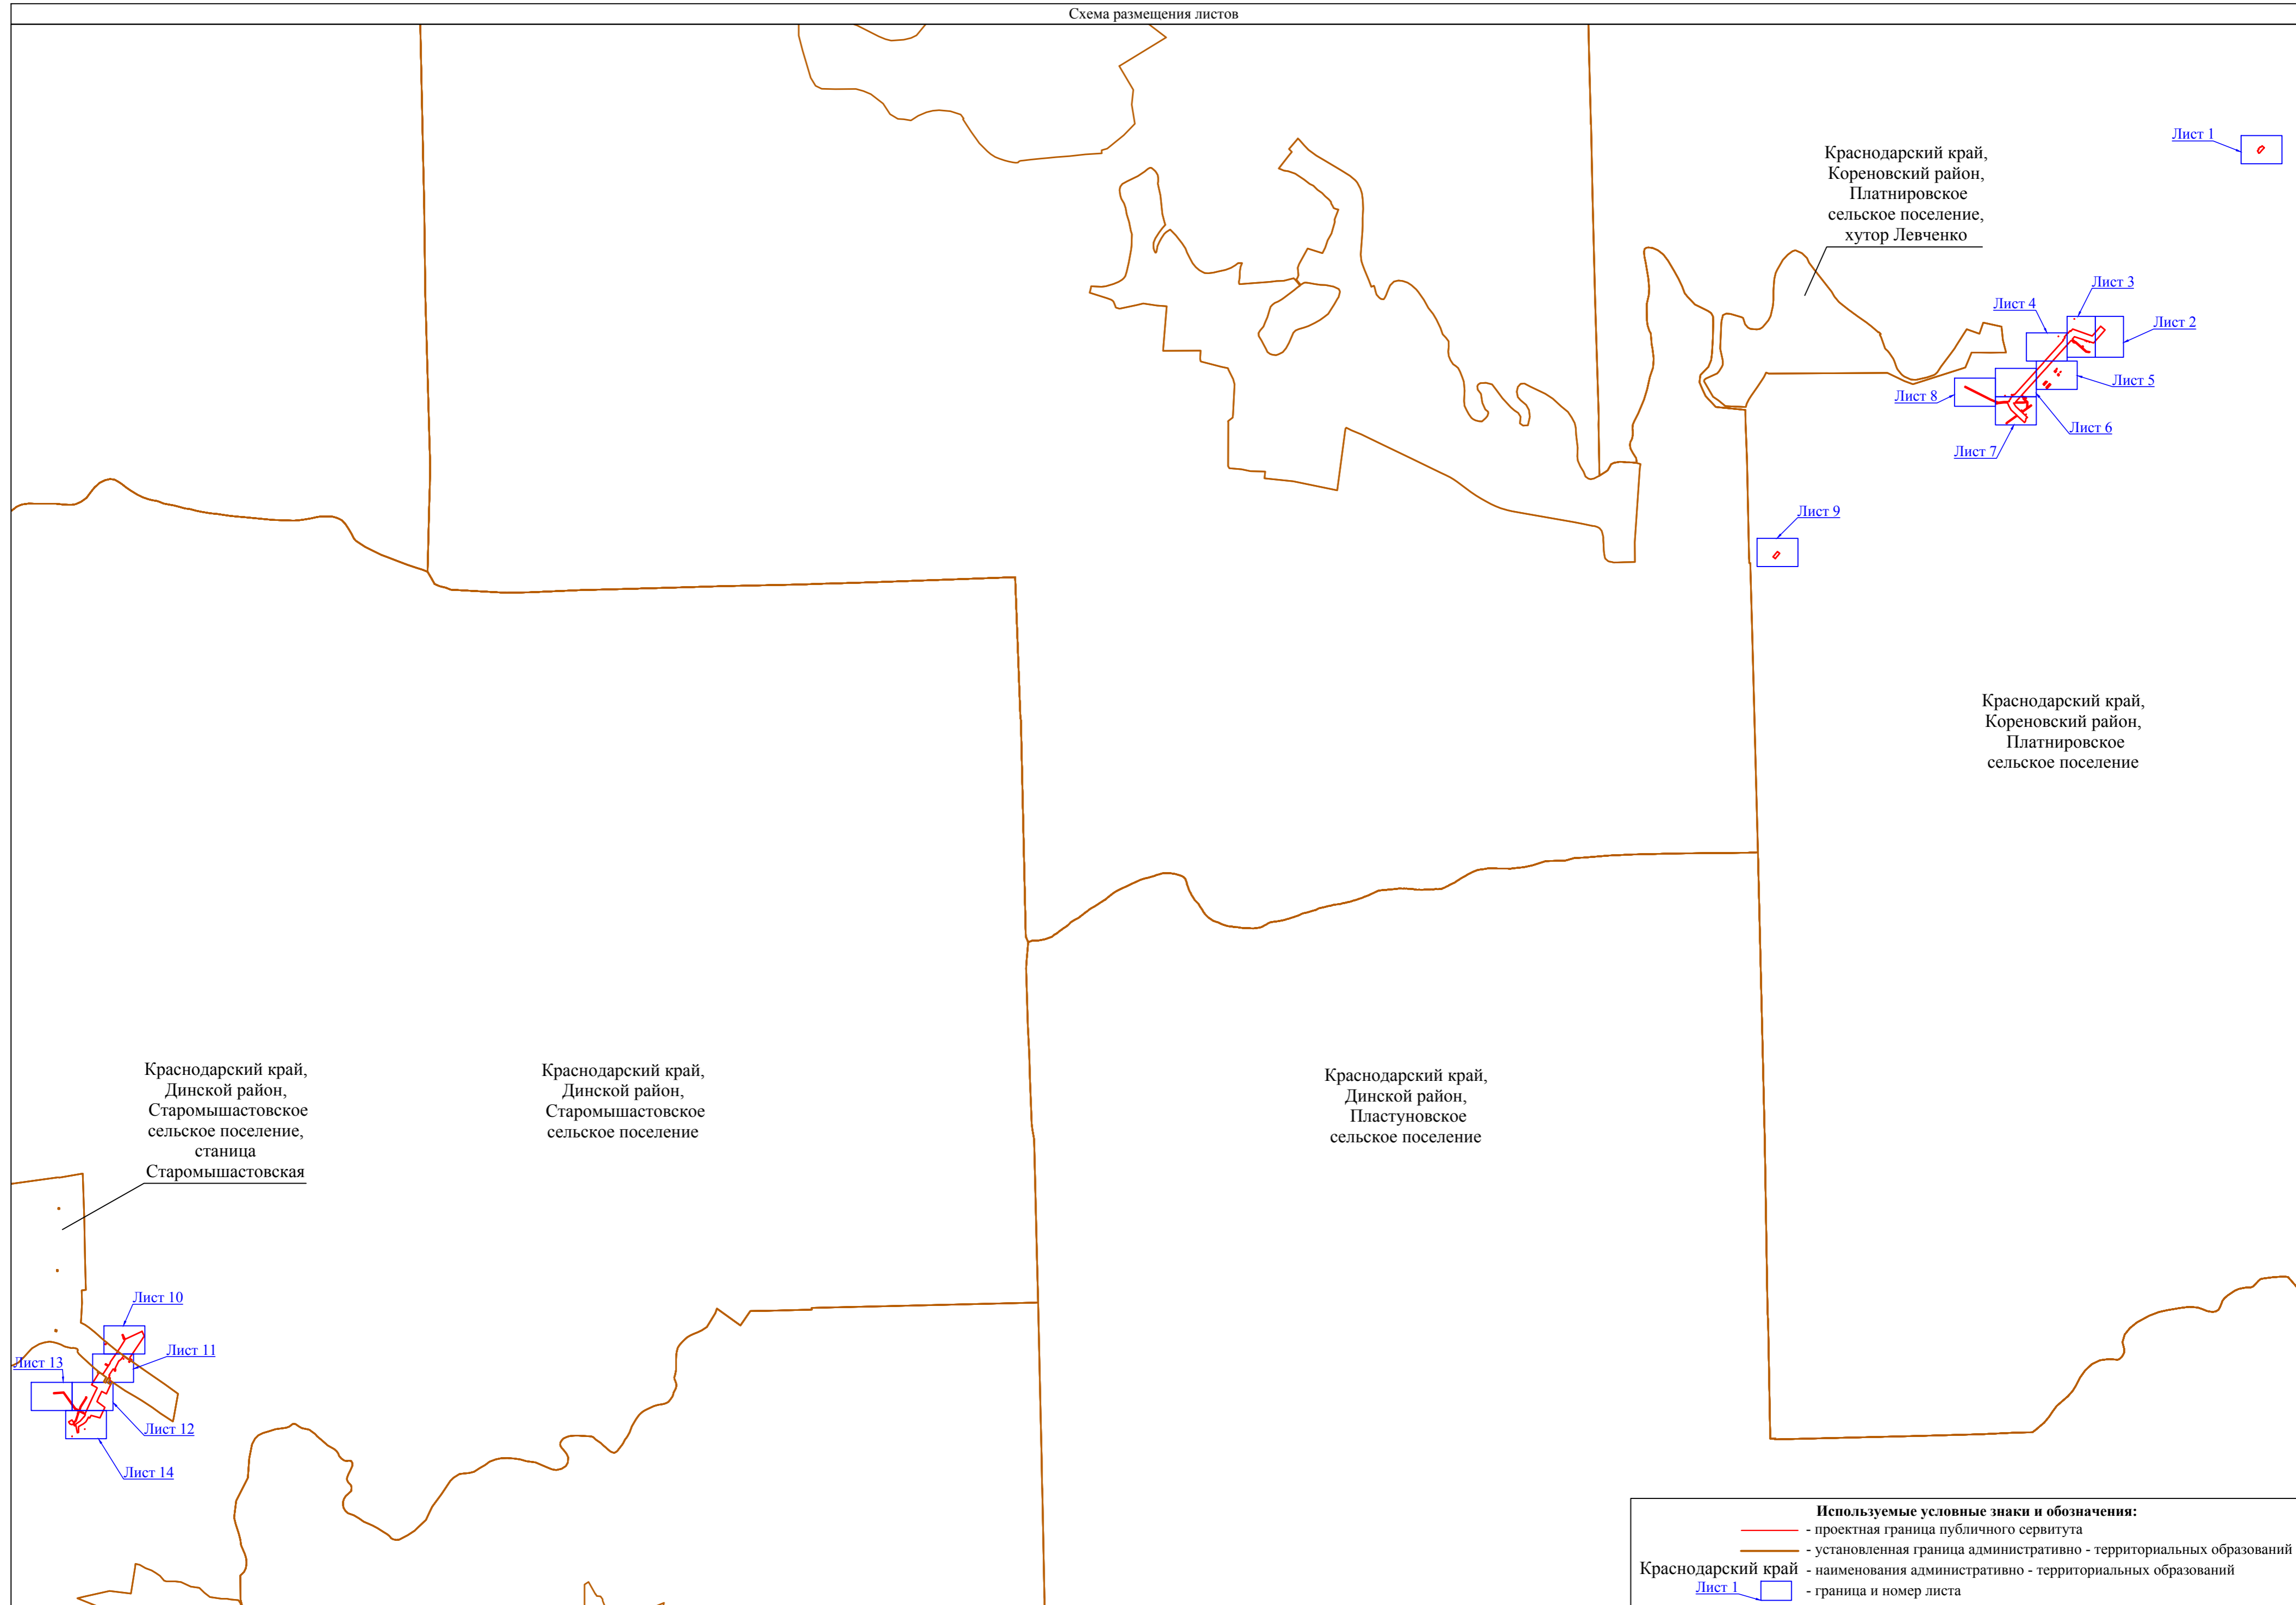 Схема размещения листов
Лист 1
Краснодарский край,
Кореновский район,
Платнировское
сельское поселение,
хутор Левченко
Лист 3
Лист 4
Лист 2
Лист 5
Лист 8
Лист 6
Лист 7
Лист 9
Краснодарский край,
Кореновский район,
Платнировское
сельское поселение
Краснодарский край,
Динской район,
Старомышастовское
сельское поселение,
станица
Старомышастовская
Краснодарский край,
Динской район,
Старомышастовское
сельское поселение
Краснодарский край,
Динской район,
Пластуновское
сельское поселение
Лист 10
Лист 11
Лист 13
Лист 12
Лист 14
Используемые условные знаки и обозначения:
- проектная граница публичного сервитута
- установленная граница административно - территориальных образований
Краснодарский край - наименования административно - территориальных образований
Лист 1 - граница и номер листа